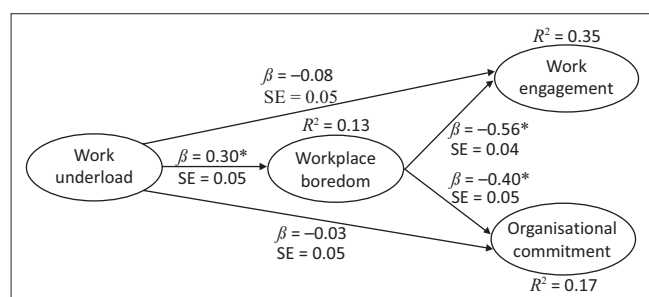 R² = 0.35
Work
engagement
β = –0.08
SE = 0.05
R² = 0.13
β = –0.56*
SE = 0.04
Work
underload
β = 0.30*
SE = 0.05
Workplace
boredom
β = –0.40*
SE = 0.05
β = –0.03
SE = 0.05
Organisational
commitment
R² = 0.17